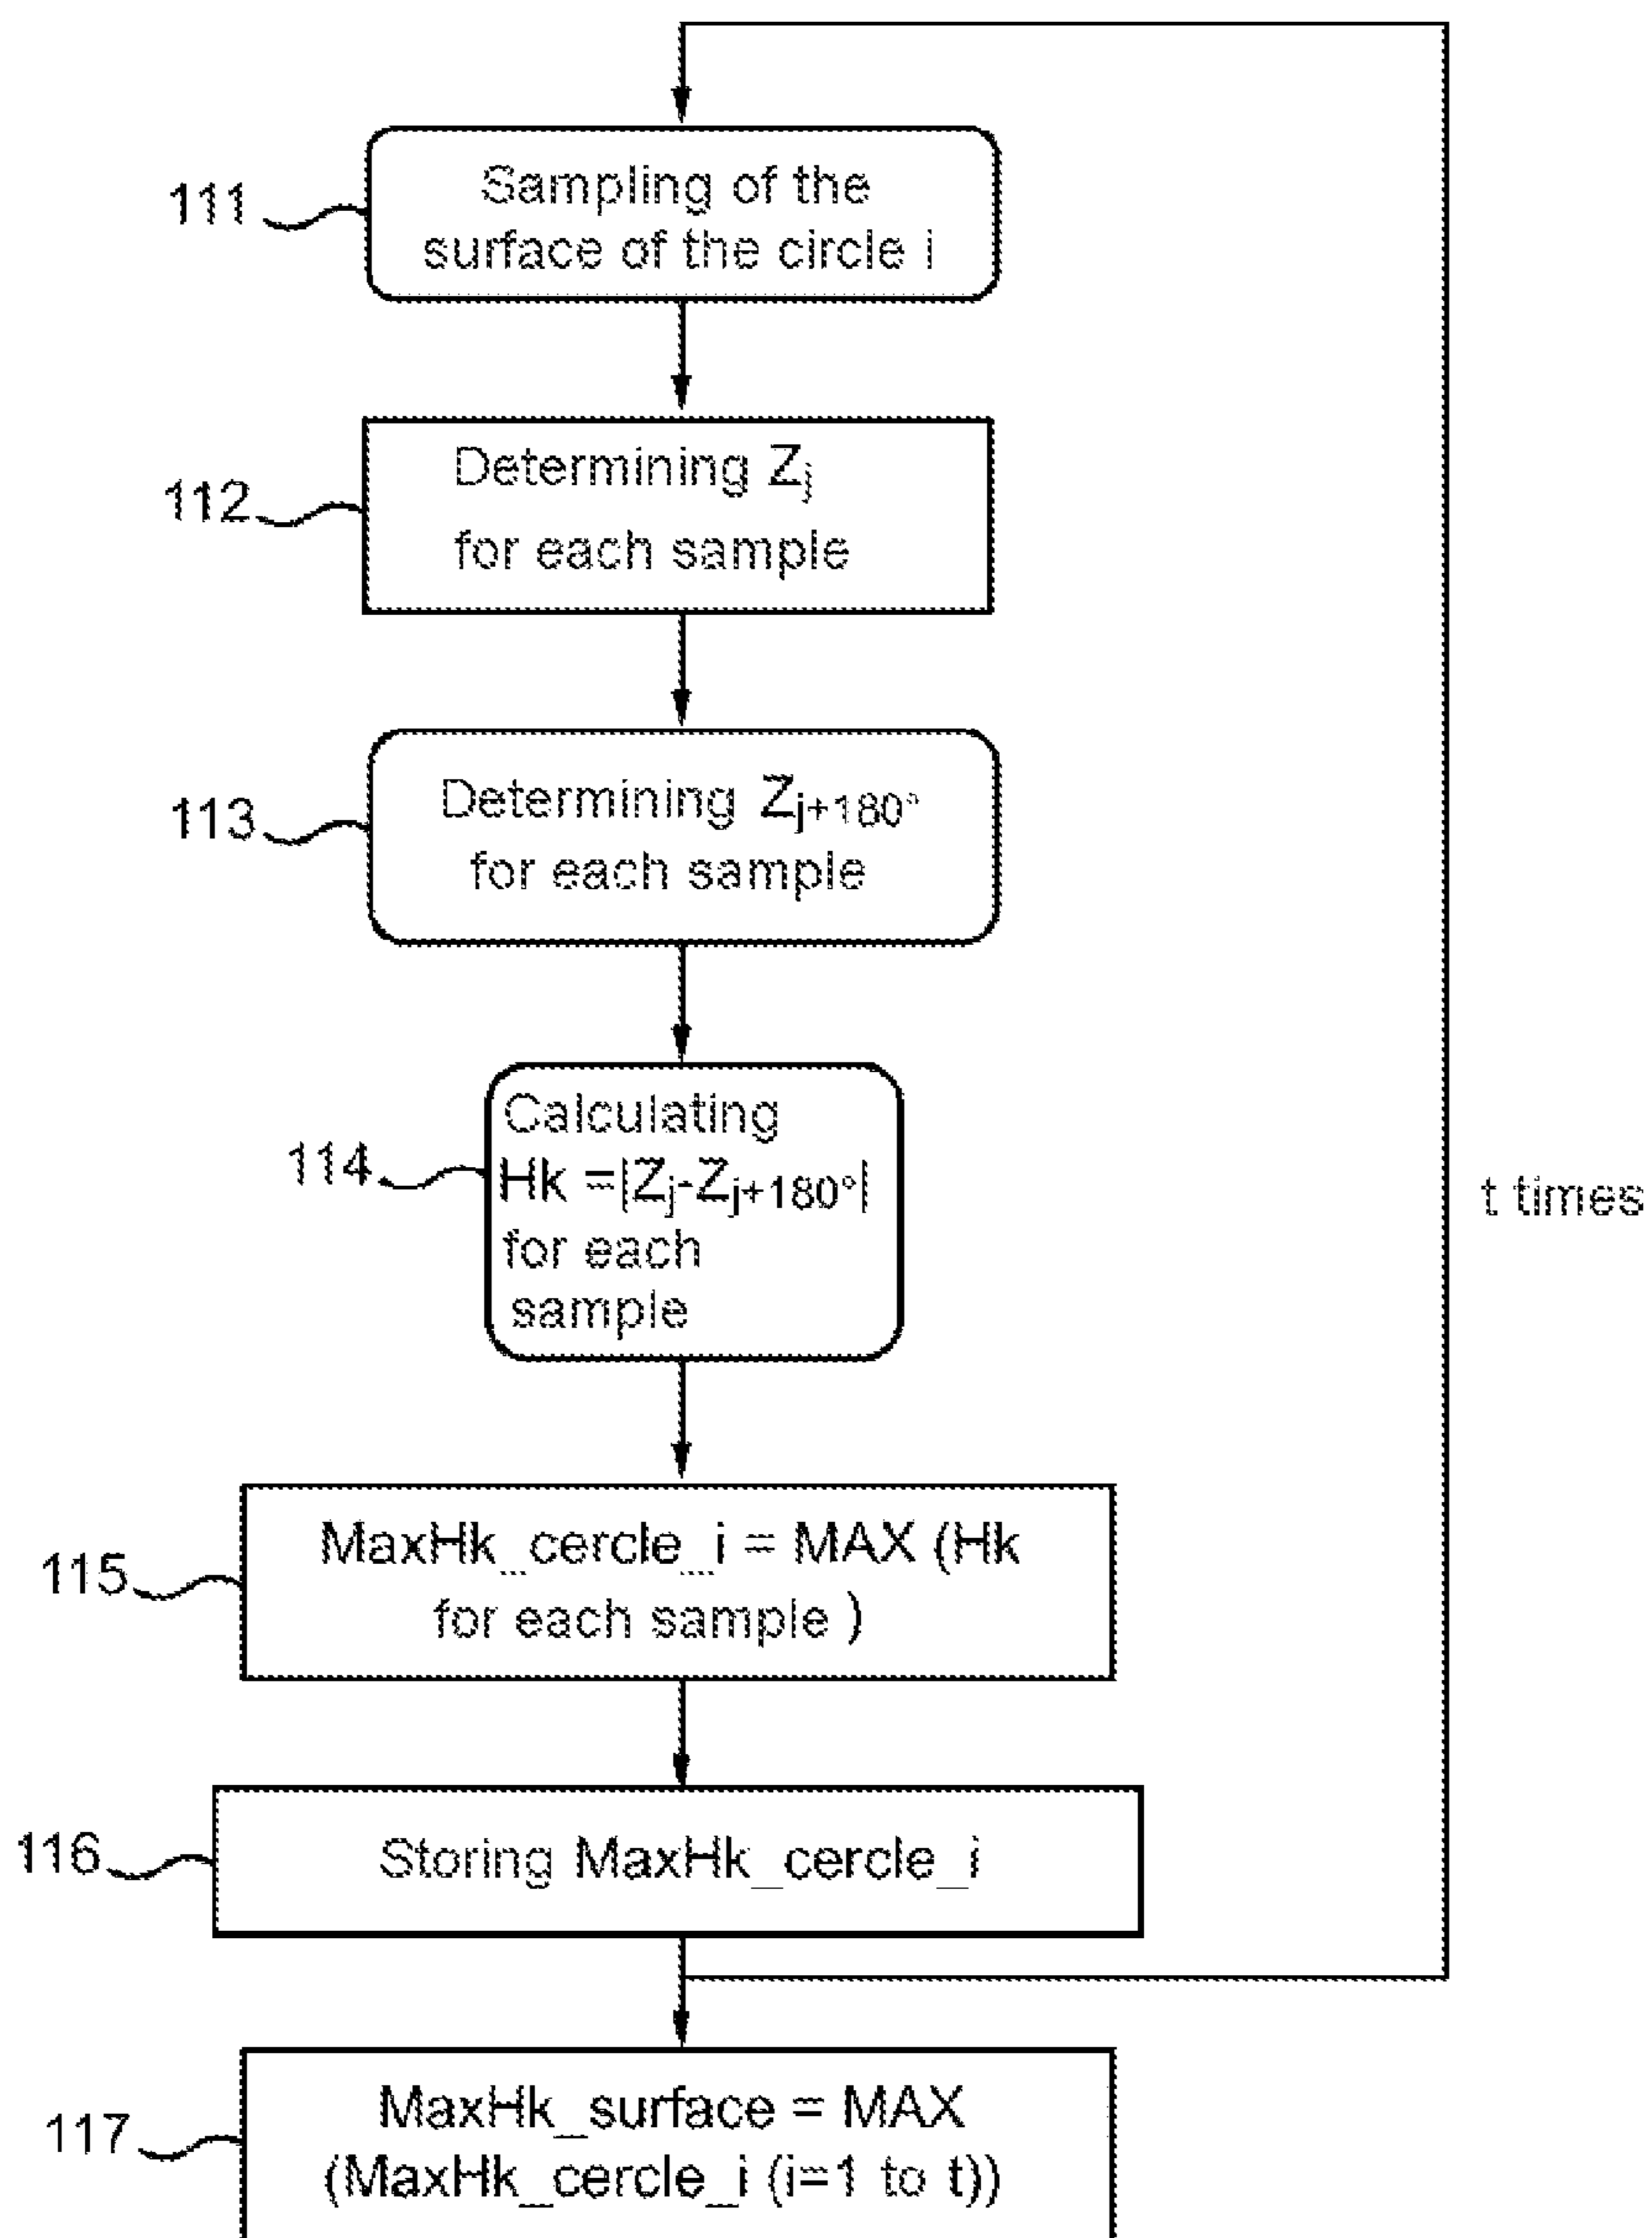 111
Sampling of the
surface of the circle i
112
Determining Zj
for each sample
113
Determining Zj+180°
for each sample
114
Calculating
Hk =|Zj-Zj+180°|
for each
sample
t times
115
MaxHk_cercle_i = MAX (Hk
for each sample )
116
Storing MaxHk_cercle_i
117
MaxHk_surface = MAX
(MaxHk_cercle_i (i=1 to t))